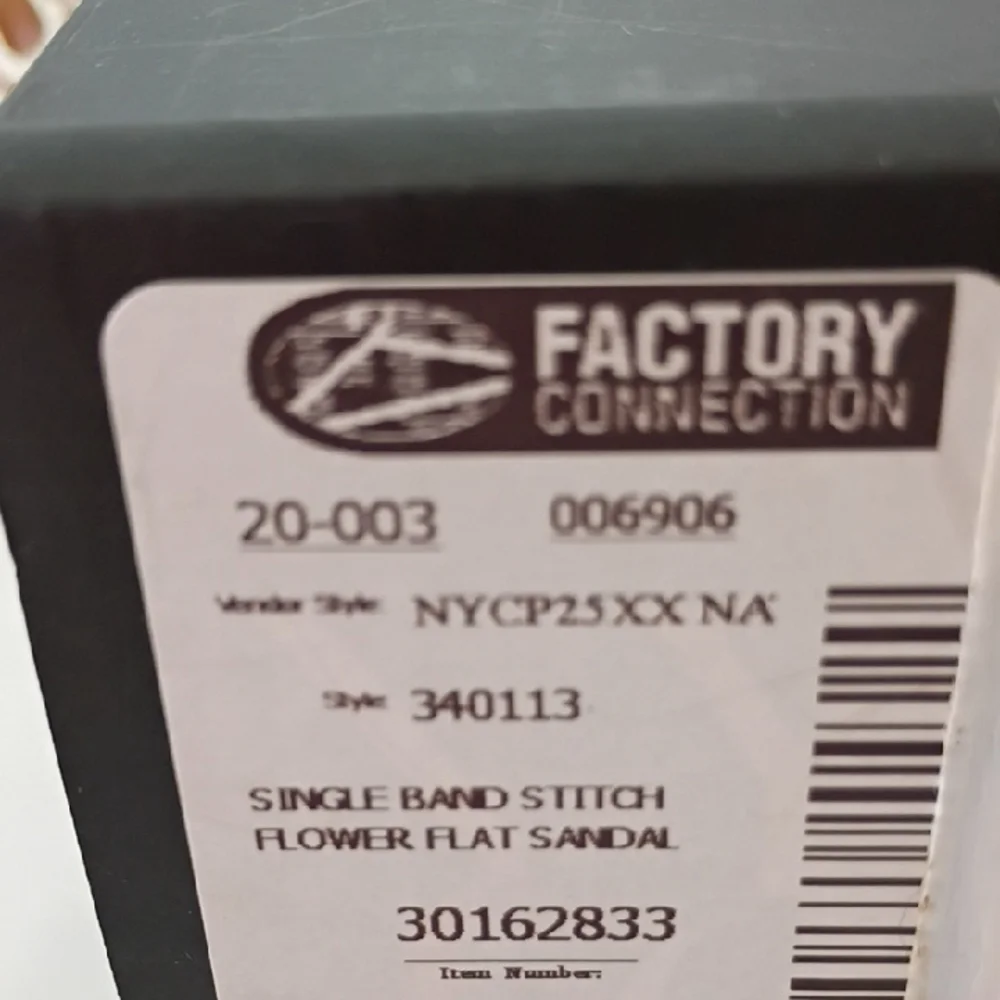 FACTORY
CONNECTION
20-003 006906
Vendor Style: NYCP25XX NA
Style: 340113
SINGLE BAND STITCH
FLOWER FLAT SANDAL
30162833
Item Number: